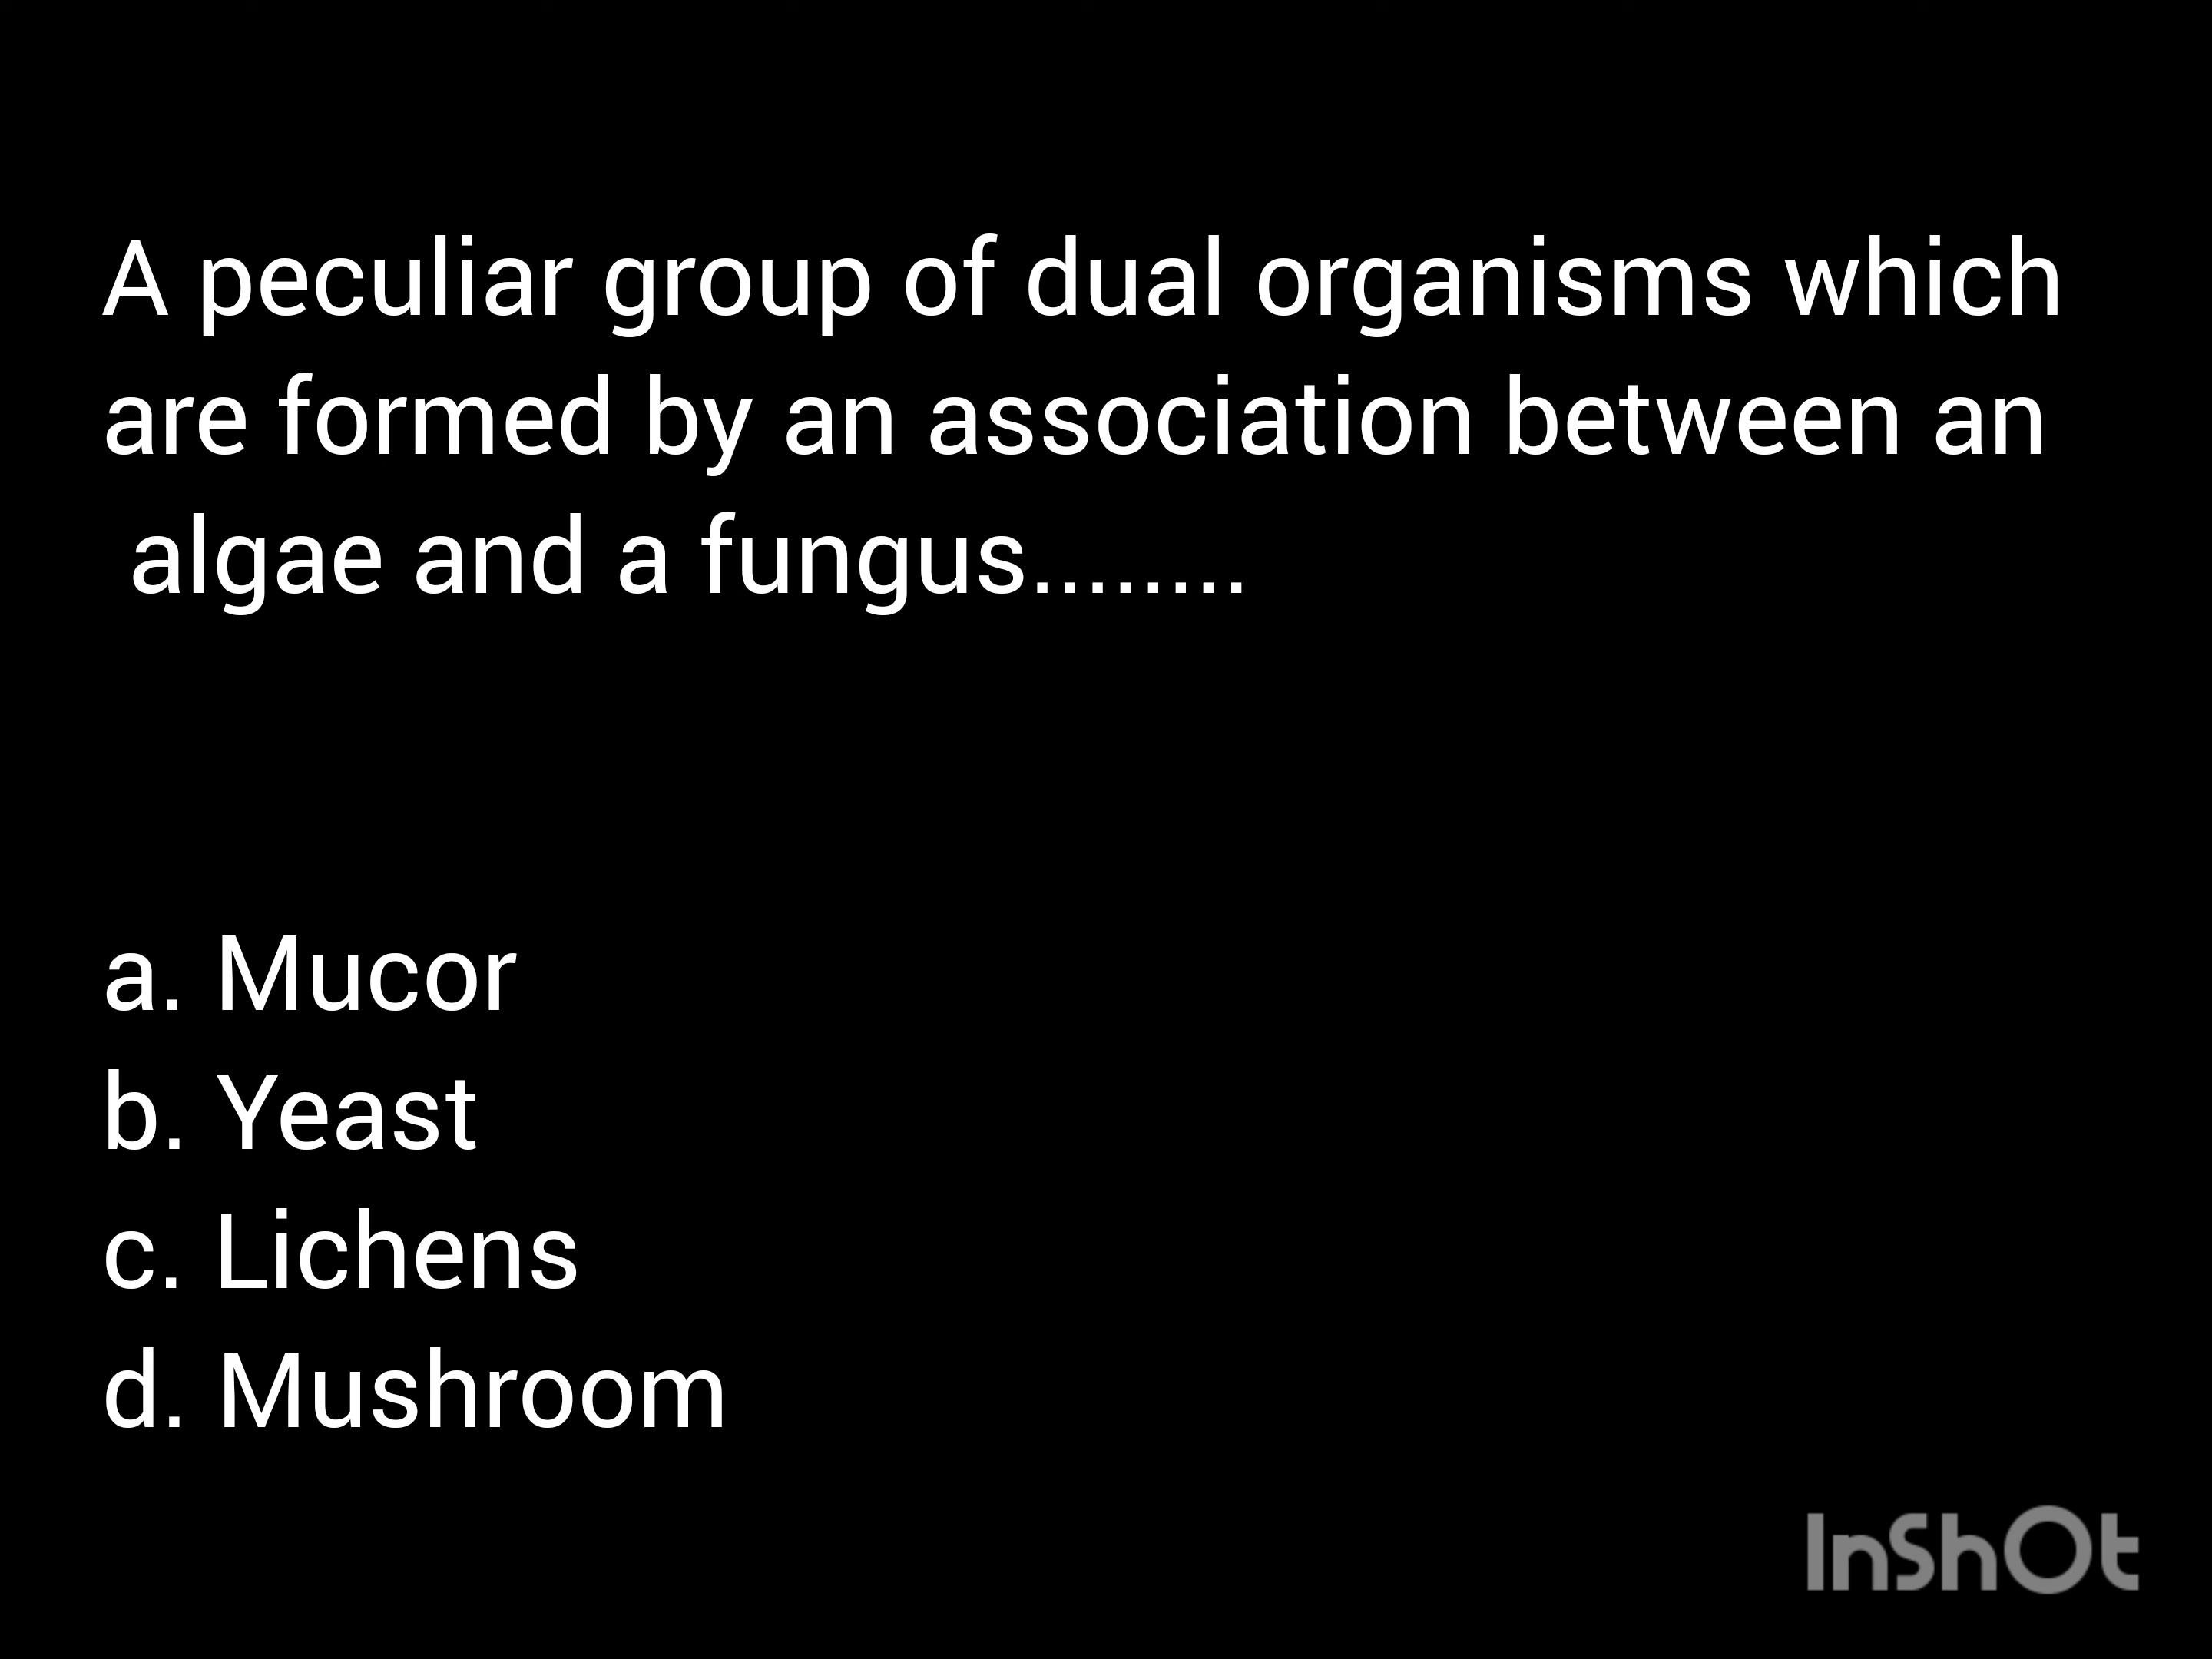 A peculiar group of dual organisms which
are formed by an association between an
algae and a fungus........
a. Mucor
b. Yeast
c. Lichens
d. Mushroom
InShOt